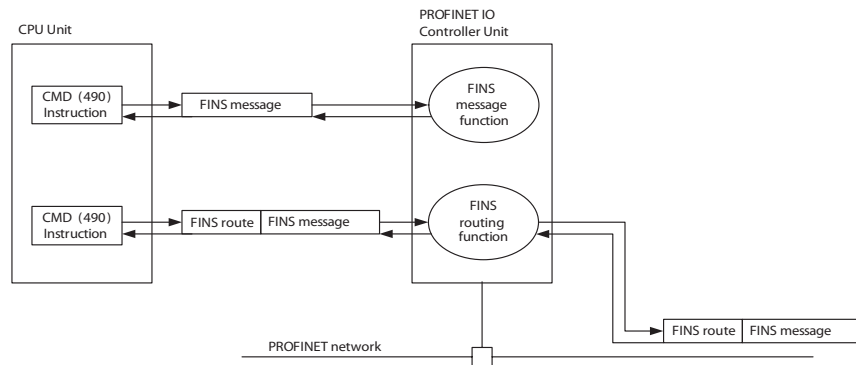 CPU Unit
PROFINET IO
Controller Unit
CMD (490)
Instruction
FINS message
FINS
message
function
CMD (490)
Instruction
FINS route
FINS message
FINS
routing
function
FINS route
FINS message
PROFINET network